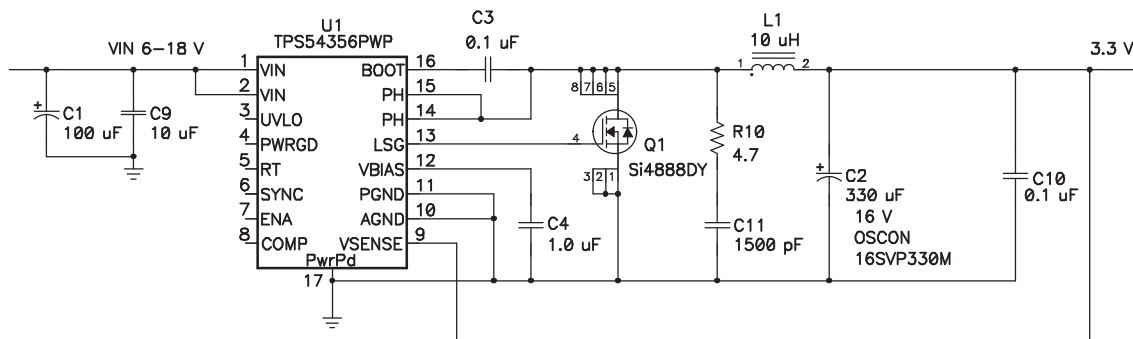 VIN 6–18 V
U1
TPS54356PWP
C3
0.1 uF
L1
10 uH
3.3 V
1 VIN
2 VIN
3 UVLO
4 PWRGD
5 RT
6 SYNC
7 ENA
8 COMP
BOOT 16
PH 15
PH 14
LSG 13
VBIAS 12
PGND 11
AGND 10
VSENSE 9
PwrPd
17
+
C1
100 uF
C9
10 uF
C4
1.0 uF
8 7 6 5
4
3 2 1
Q1
Si4888DY
R10
4.7
C11
1500 pF
1 2
+
C2
330 uF
16 V
OSCON
16SVP330M
C10
0.1 uF